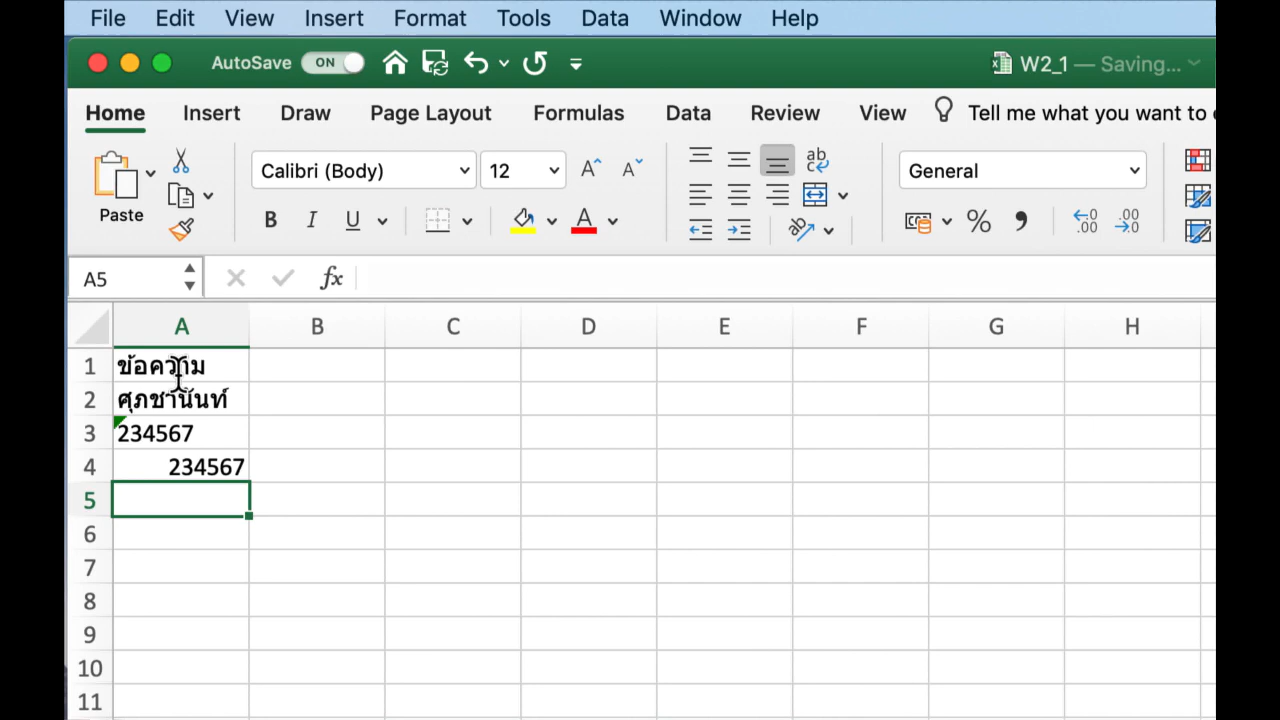 File Edit View Insert Format Tools Data Window Help
AutoSave ON W2_1 — Saving...
Home Insert Draw Page Layout Formulas Data Review View Tell me what you want to
Calibri (Body) 12 General
Paste
A5 fx
A B C D E F G H
1 ข้อความ
2 ศุภชานันท์
3 234567
4 234567
5
6
7
8
9
10
11